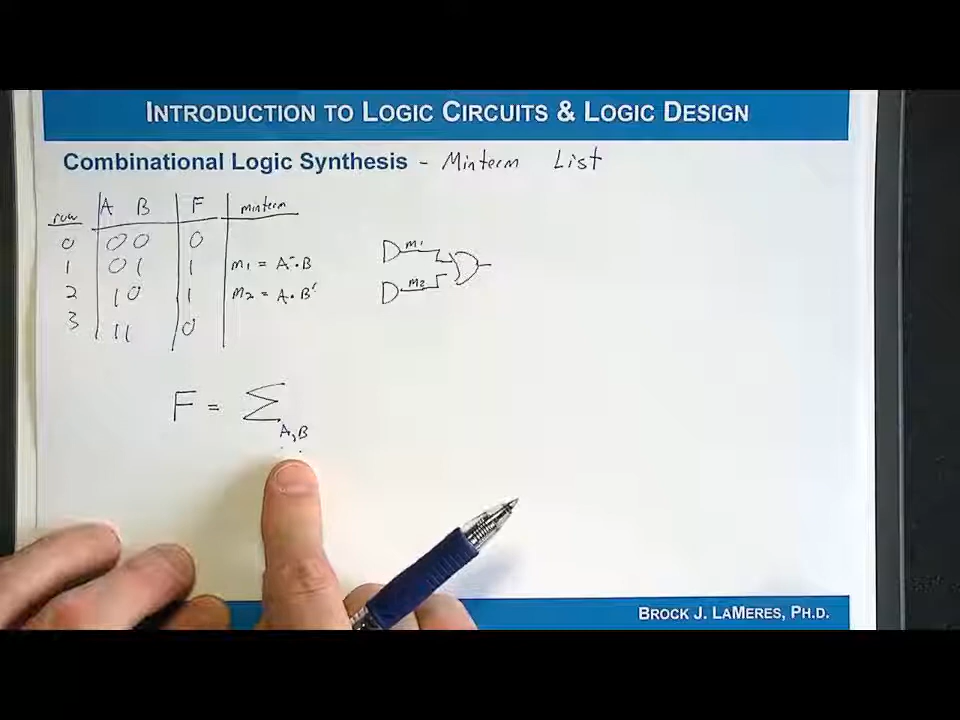 INTRODUCTION TO LOGIC CIRCUITS & LOGIC DESIGN
Combinational Logic Synthesis - Minterm List
row A B F minterm
0 0 0 0
1 0 1 1 m1 = A'·B
2 1 0 1 m2 = A·B'
3 1 1 0
m1
m2
F = Σ A,B
BROCK J. LAMERES, PH.D.